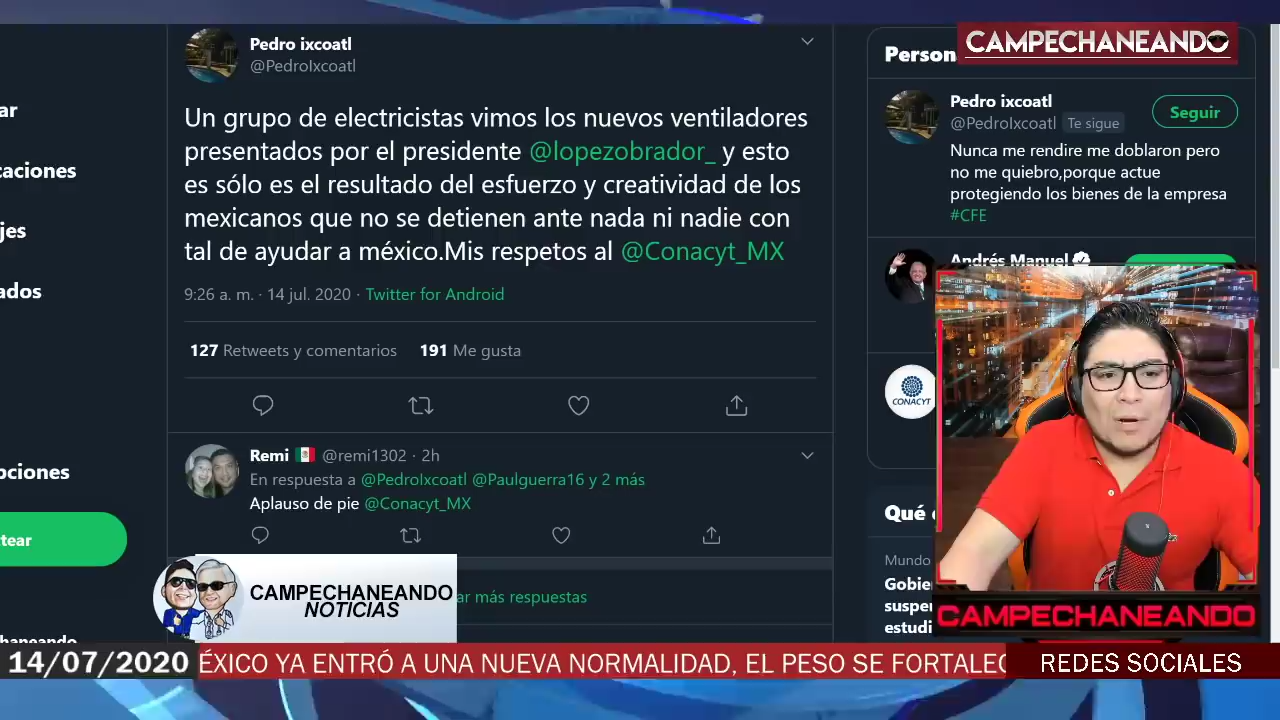 CAMPECHANEANDO
Pedro ixcoatl
@PedroIxcoatl
Un grupo de electricistas vimos los nuevos ventiladores
presentados por el presidente @lopezobrador_ y esto
es sólo es el resultado del esfuerzo y creatividad de los
mexicanos que no se detienen ante nada ni nadie con
tal de ayudar a méxico.Mis respetos al @Conacyt_MX
9:26 a. m. · 14 jul. 2020 · Twitter for Android
127 Retweets y comentarios 191 Me gusta
Remi @remi1302 · 2h
En respuesta a @PedroIxcoatl @Paulguerra16 y 2 más
Aplauso de pie @Conacyt_MX
ar más respuestas
ar
caciones
jes
ados
pciones
tear
haneando
Person
Pedro ixcoatl
@PedroIxcoatl Te sigue
Seguir
Nunca me rendire me doblaron pero
no me quiebro,porque actue
protegiendo los bienes de la empresa
#CFE
Andrés Manuel
CONACYT
Qué
Mundo
Gobie
suspe
estudi
CAMPECHANEANDO
NOTICIAS
CAMPECHANEANDO
14/07/2020
ÉXICO YA ENTRÓ A UNA NUEVA NORMALIDAD, EL PESO SE FORTALEC
REDES SOCIALES